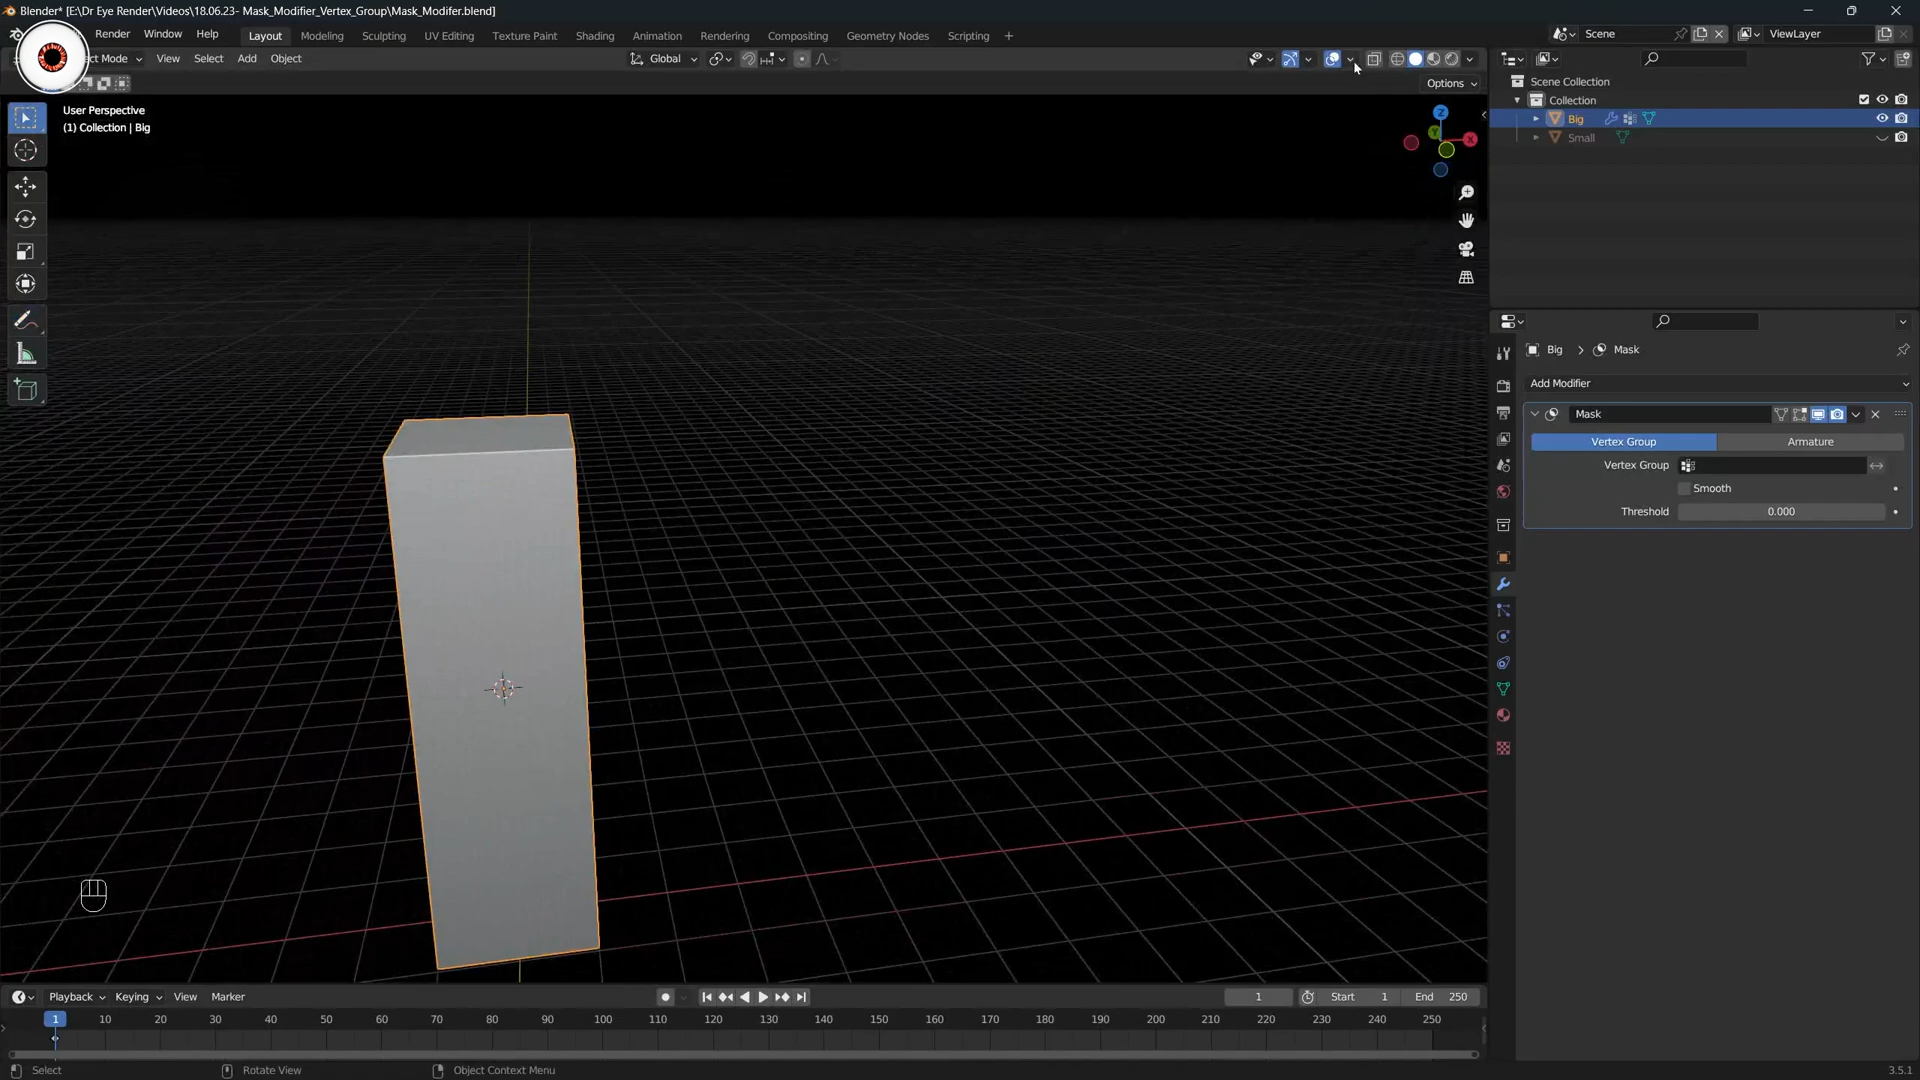 Blender* [E:\Dr Eye Render\Videos\18.06.23- Mask_Modifier_Vertex_Group\Mask_Modifer.blend]
Render Window Help Layout Modeling Sculpting UV Editing Texture Paint Shading Animation Rendering Compositing Geometry Nodes Scripting + Scene ViewLayer
ect Mode View Select Add Object Global
Options
User Perspective
(1) Collection | Big
Z
Y
X
Scene Collection
Collection
Big
Small
Big > Mask
Add Modifier
Mask
Vertex Group Armature
Vertex Group
Smooth
Threshold 0.000
Playback Keying View Marker 1 Start 1 End 250
1 10 20 30 40 50 60 70 80 90 100 110 120 130 140 150 160 170 180 190 200 210 220 230 240 250
Select Rotate View Object Context Menu 3.5.1